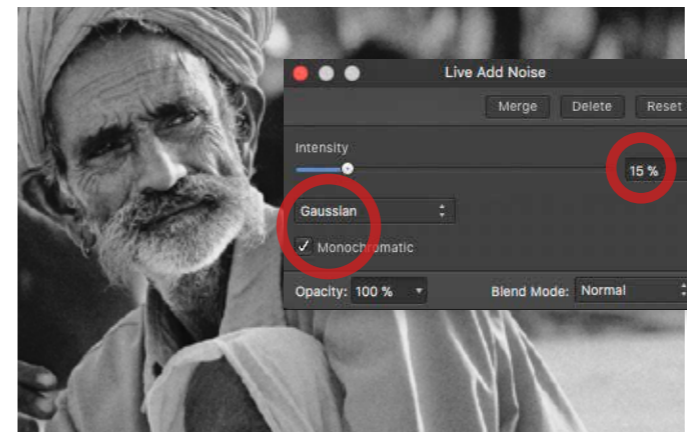 Live Add Noise
Merge Delete Reset
Intensity
15 %
Gaussian
✓ Monochromatic
Opacity: 100 % Blend Mode: Normal